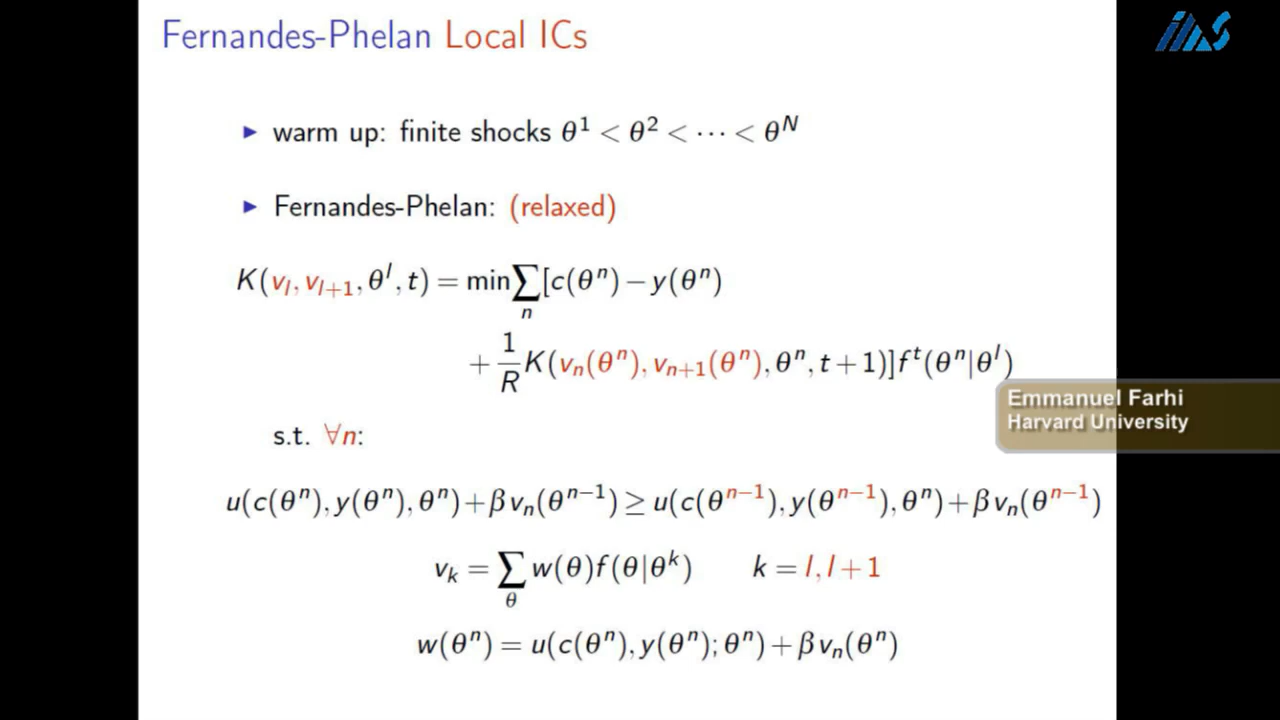 Fernandes-Phelan Local ICs
▶ warm up: finite shocks θ^1 < θ^2 < ··· < θ^N
▶ Fernandes-Phelan: (relaxed)
K(v_l, v_{l+1}, θ^l, t) = min ∑_n [c(θ^n) − y(θ^n)
+ 1/R K(v_n(θ^n), v_{n+1}(θ^n), θ^n, t + 1)] f^t(θ^n|θ^l)
s.t. ∀n:
u(c(θ^n), y(θ^n), θ^n) + βv_n(θ^{n−1}) ≥ u(c(θ^{n−1}), y(θ^{n−1}), θ^n) + βv_n(θ^{n−1})
v_k = ∑_θ w(θ)f(θ|θ^k) k = l, l + 1
w(θ^n) = u(c(θ^n), y(θ^n); θ^n) + βv_n(θ^n)
Emmanuel Farhi
Harvard University